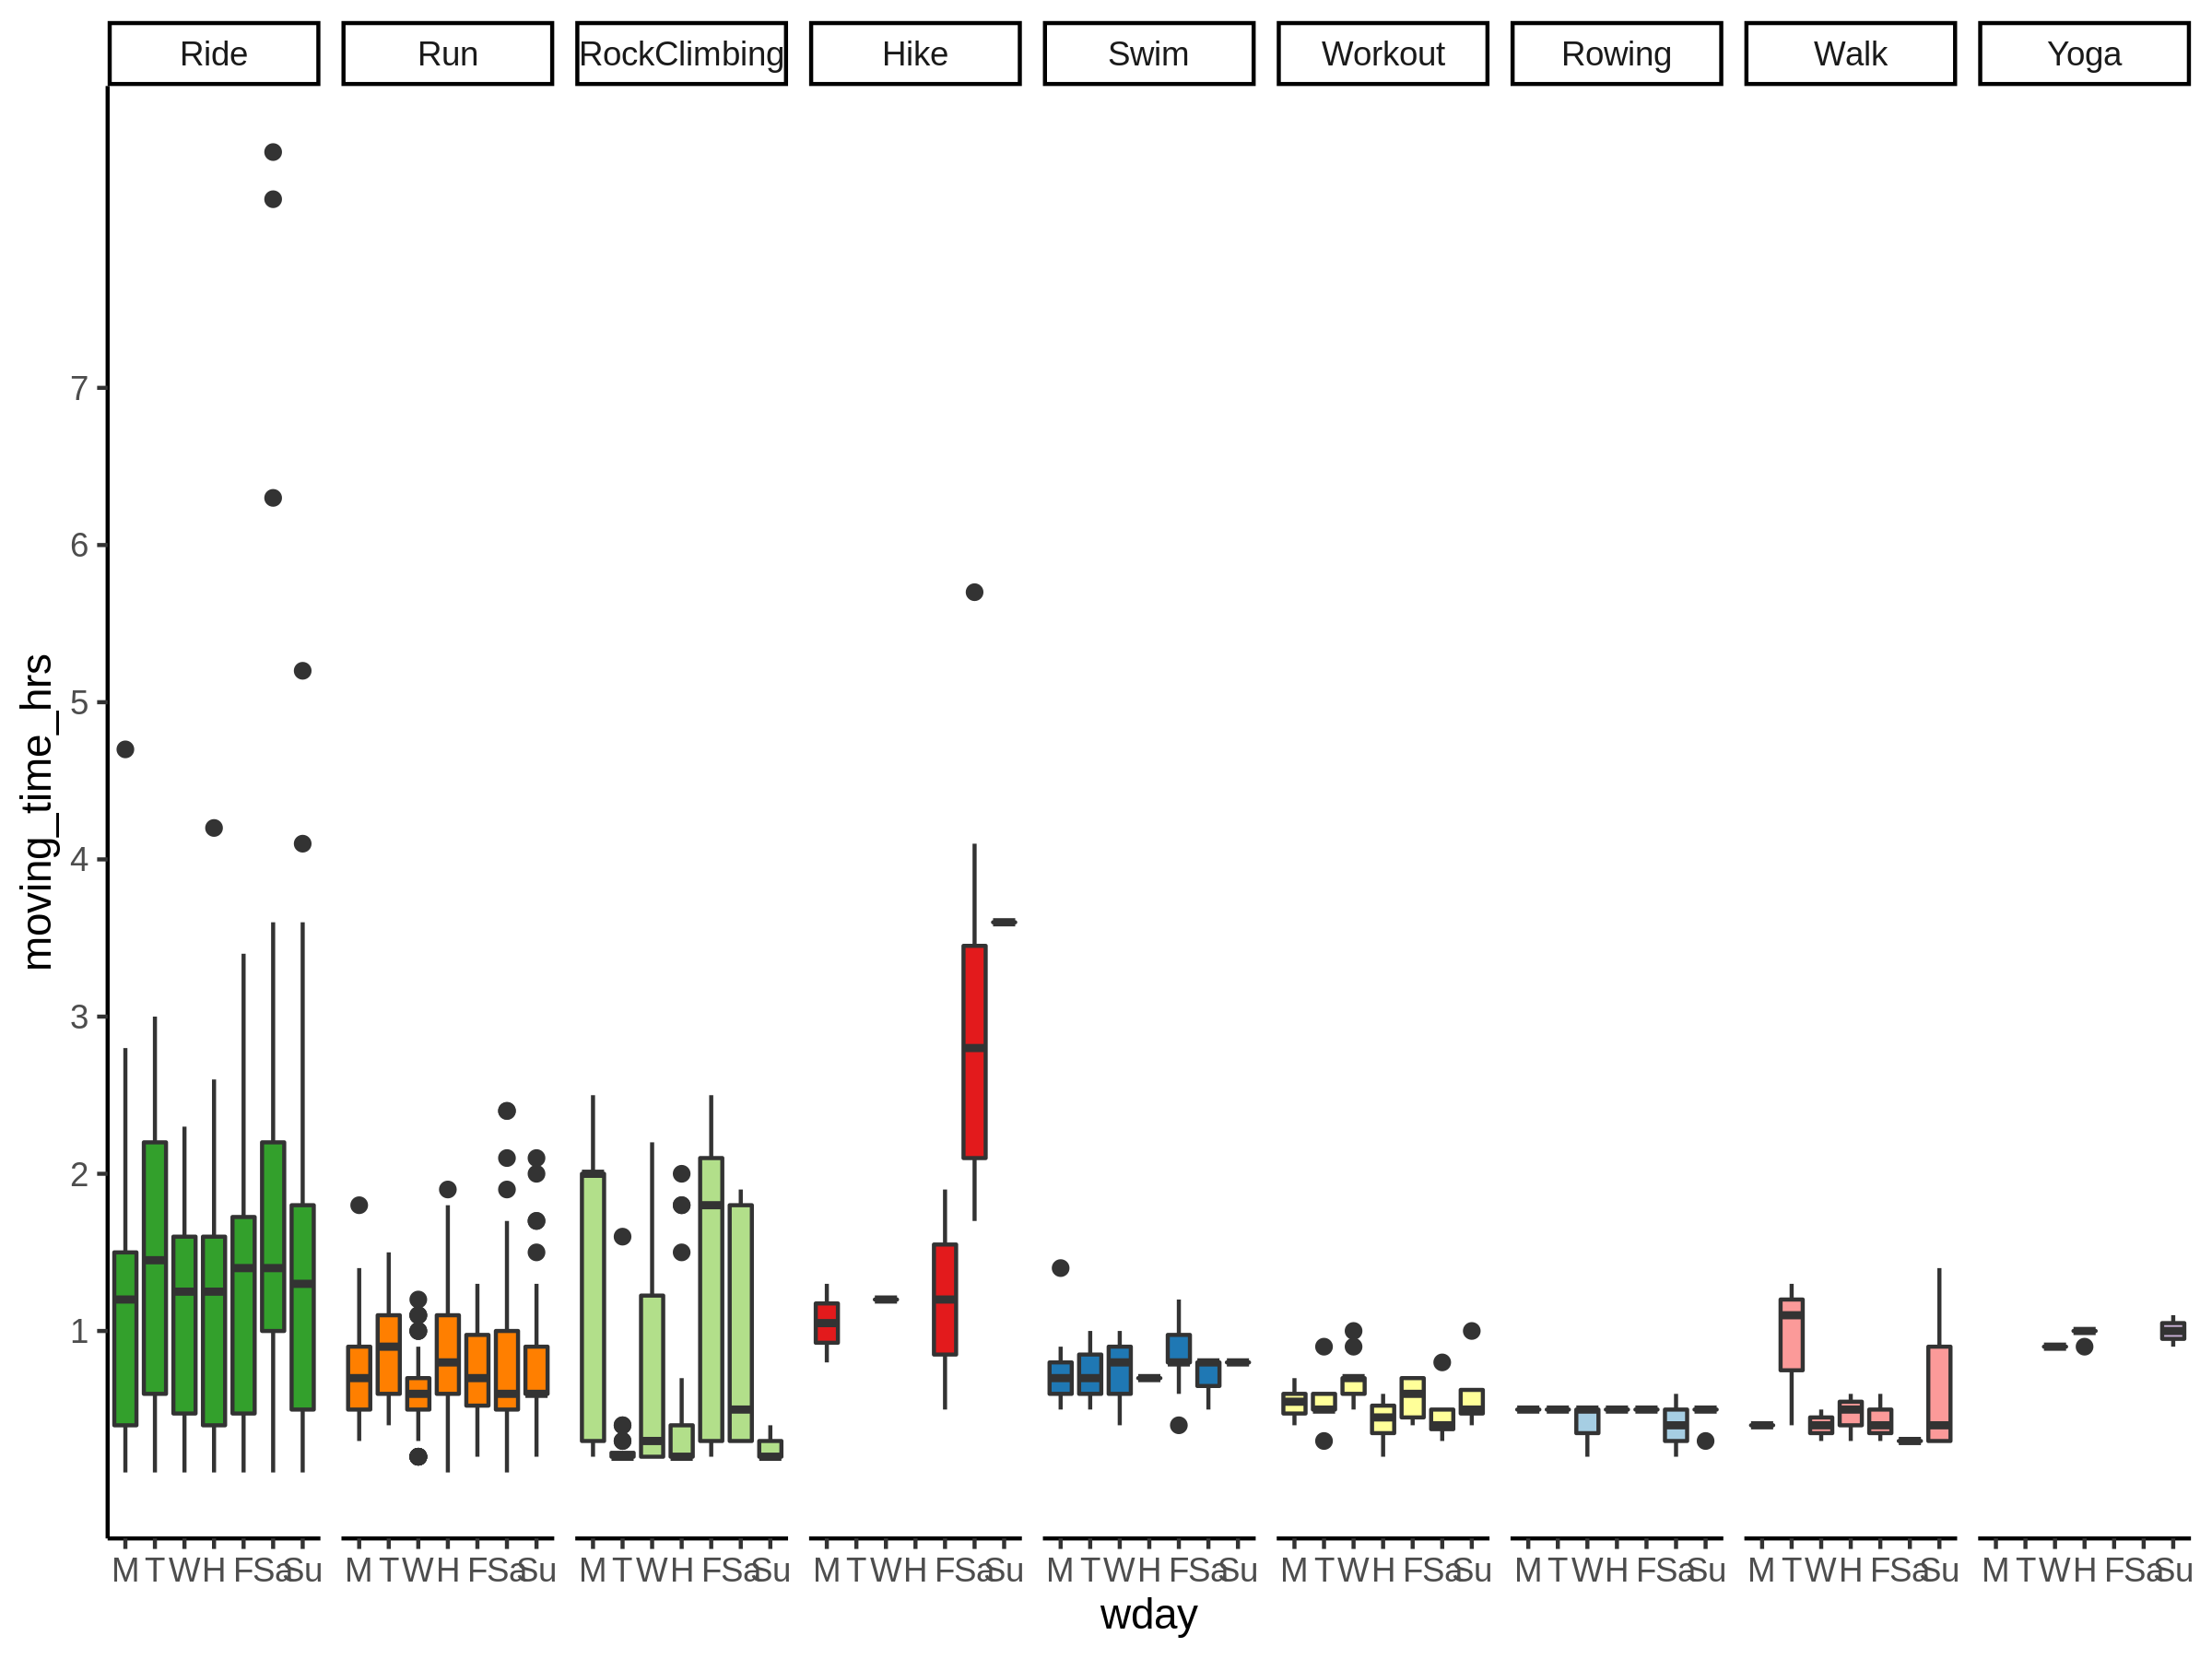 Ride Run RockClimbing Hike Swim Workout Rowing Walk Yoga
7
6
5
4
3
2
1
moving_time_hrs
M T W H F Sa Su M T W H F Sa Su M T W H F Sa Su M T W H F Sa Su M T W H F Sa Su M T W H F Sa Su M T W H F Sa Su M T W H F Sa Su M T W H F Sa Su
wday